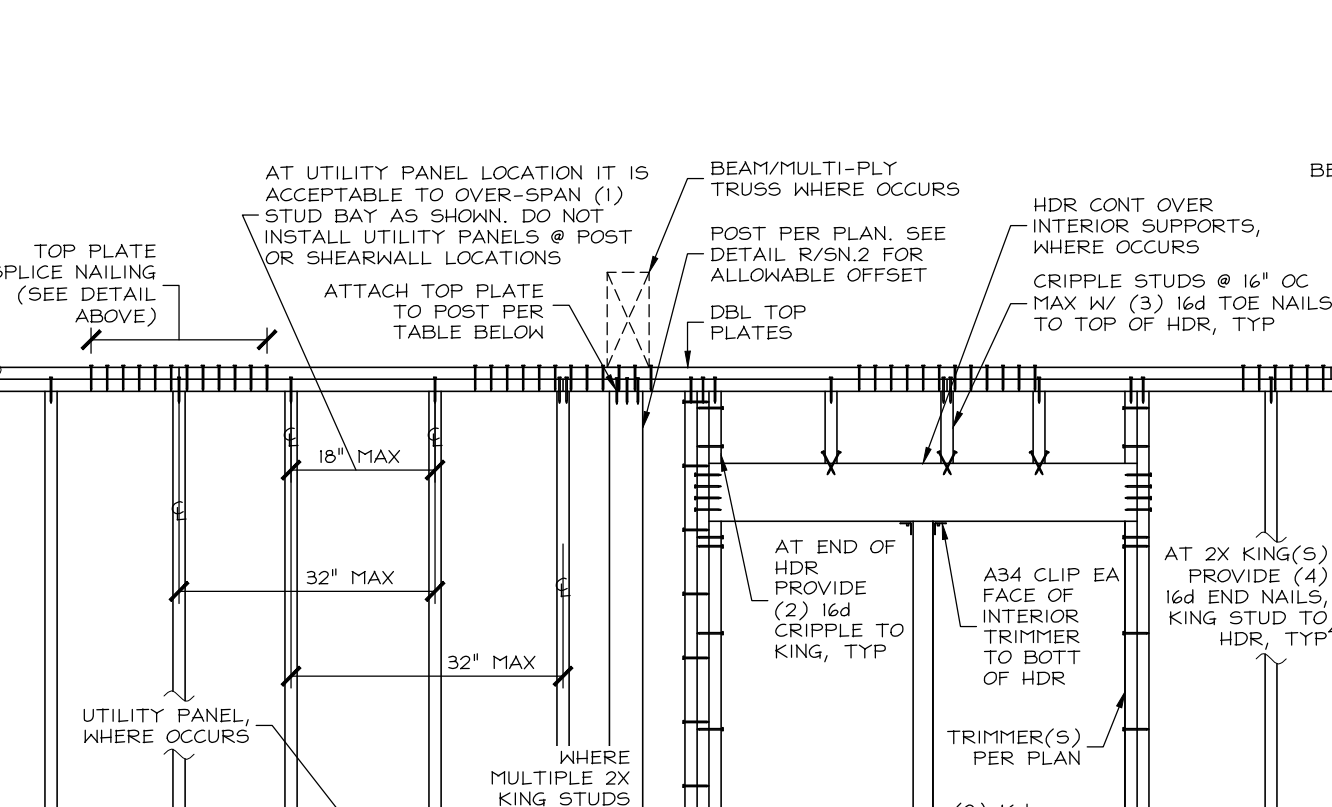 AT UTILITY PANEL LOCATION IT IS
ACCEPTABLE TO OVER-SPAN (1)
STUD BAY AS SHOWN. DO NOT
INSTALL UTILITY PANELS @ POST
OR SHEARWALL LOCATIONS
BEAM/MULTI-PLY
TRUSS WHERE OCCURS
HDR CONT OVER
INTERIOR SUPPORTS,
WHERE OCCURS
TOP PLATE
SPLICE NAILING
(SEE DETAIL
ABOVE)
POST PER PLAN. SEE
DETAIL R/SN.2 FOR
ALLOWABLE OFFSET
ATTACH TOP PLATE
TO POST PER
TABLE BELOW
DBL TOP
PLATES
CRIPPLE STUDS @ 16" OC
MAX W/ (3) 16d TOE NAILS
TO TOP OF HDR, TYP
18" MAX
32" MAX
32" MAX
AT END OF
HDR
PROVIDE
(2) 16d
CRIPPLE TO
KING, TYP
A34 CLIP EA
FACE OF
INTERIOR
TRIMMER
TO BOTT
OF HDR
AT 2X KING(S)
PROVIDE (4)
16d END NAILS,
KING STUD TO
HDR, TYP
UTILITY PANEL,
WHERE OCCURS
WHERE
MULTIPLE 2X
KING STUDS
TRIMMER(S)
PER PLAN